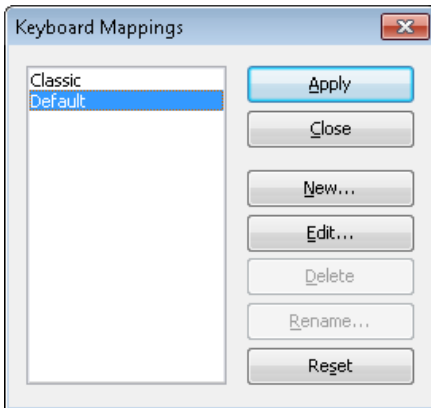 Keyboard Mappings
Classic
Default
Apply
Close
New...
Edit...
Delete
Rename...
Reset